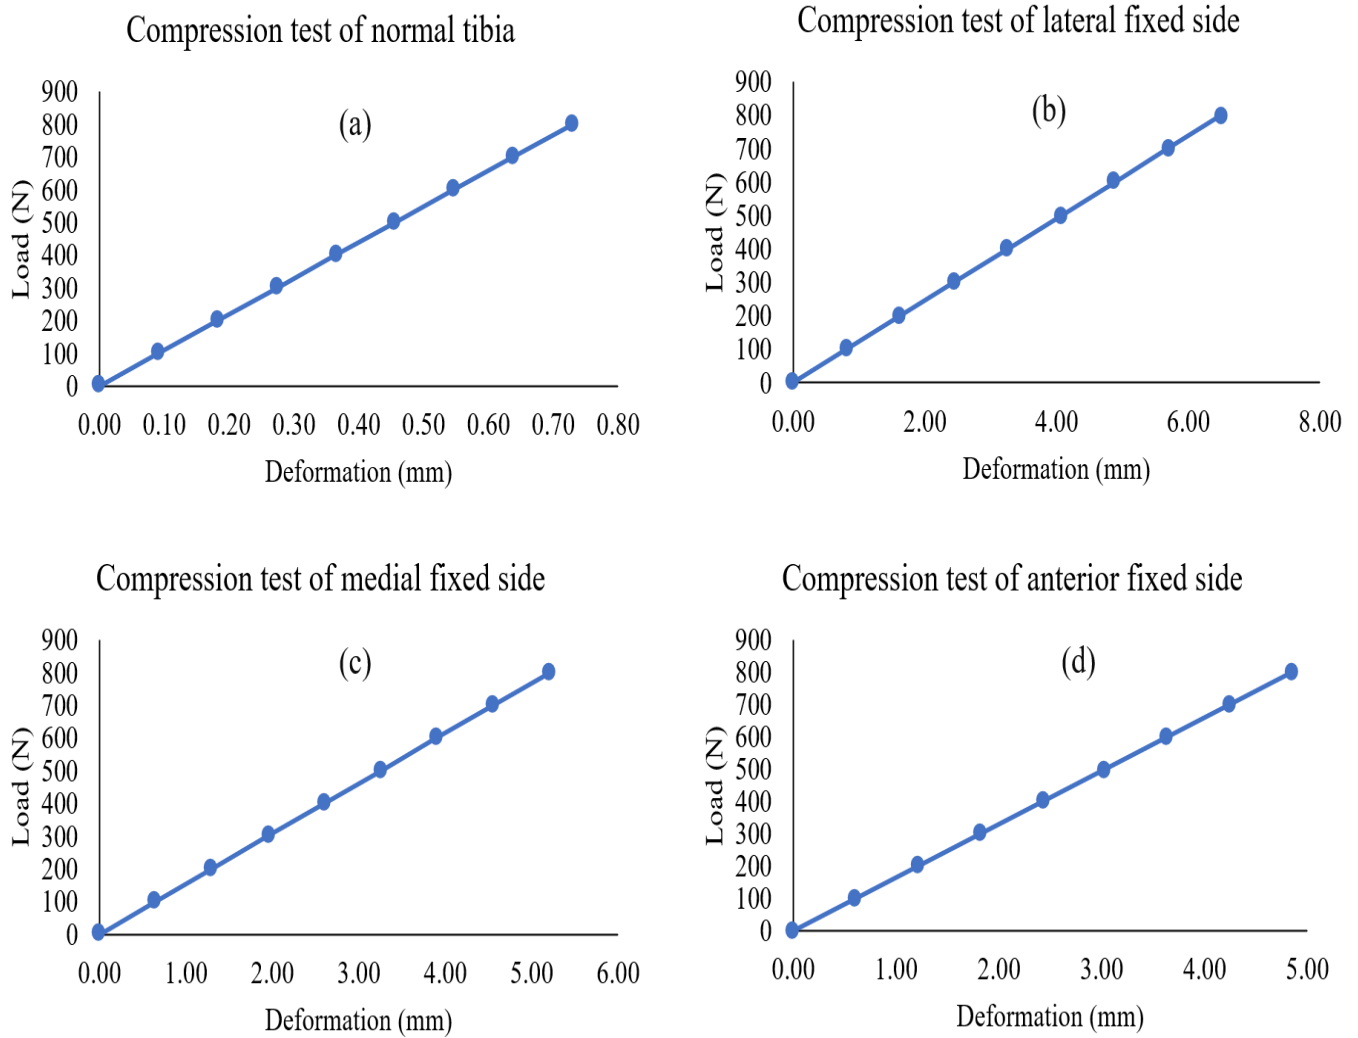 Compression test of normal tibia
(a)
900
800
700
600
500
400
300
200
100
0
Load (N)
0.00 0.10 0.20 0.30 0.40 0.50 0.60 0.70 0.80
Deformation (mm)
Compression test of lateral fixed side
(b)
900
800
700
600
500
400
300
200
100
0
Load (N)
0.00 2.00 4.00 6.00 8.00
Deformation (mm)
Compression test of medial fixed side
(c)
900
800
700
600
500
400
300
200
100
0
Load (N)
0.00 1.00 2.00 3.00 4.00 5.00 6.00
Deformation (mm)
Compression test of anterior fixed side
(d)
900
800
700
600
500
400
300
200
100
0
Load (N)
0.00 1.00 2.00 3.00 4.00 5.00
Deformation (mm)